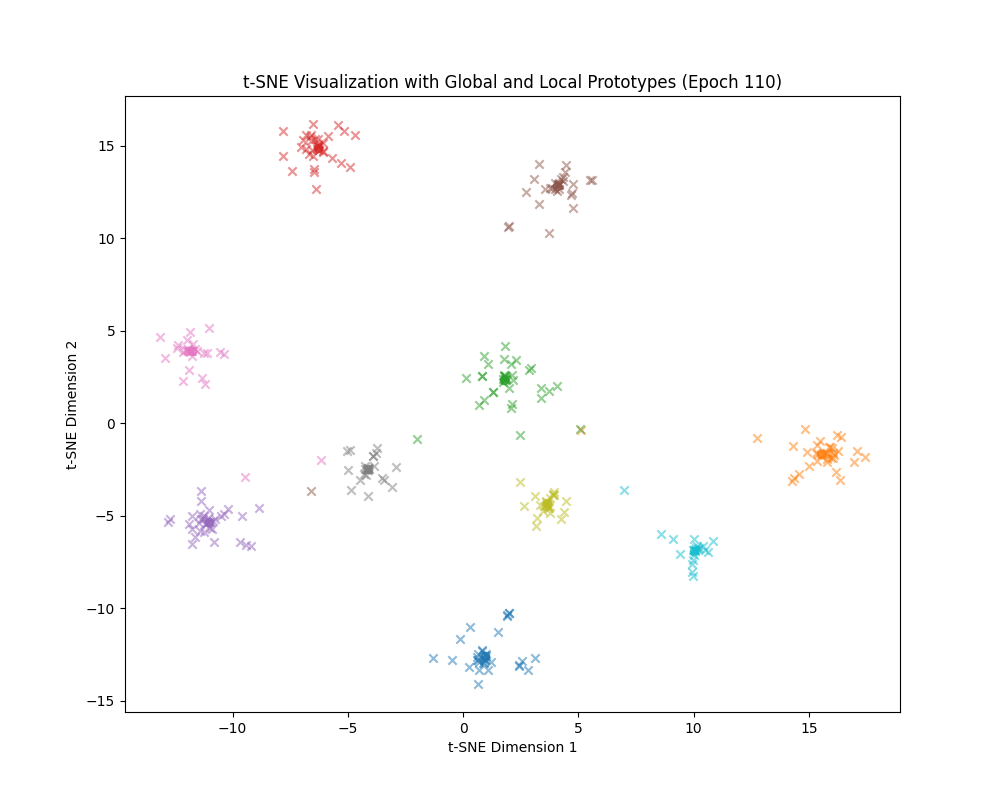 t-SNE Visualization with Global and Local Prototypes (Epoch 110)
15
10
5
0
−5
−10
−15
t-SNE Dimension 2
−10 −5 0 5 10 15
t-SNE Dimension 1